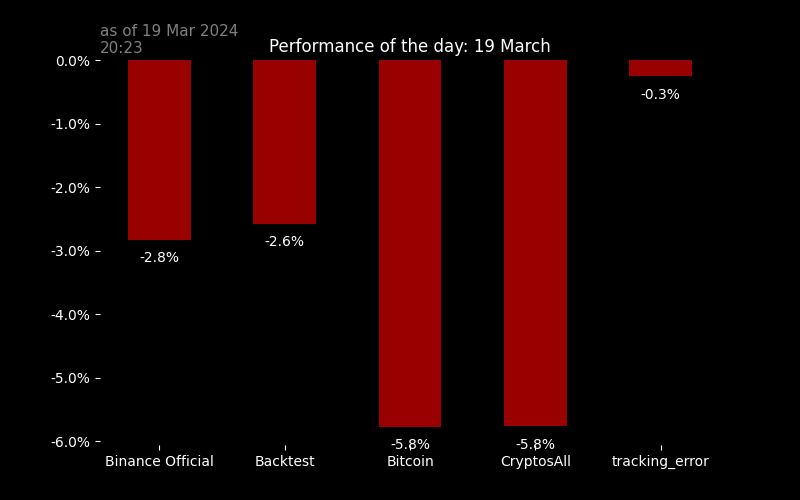 as of 19 Mar 2024
20:23
Performance of the day: 19 March
0.0%
-1.0%
-2.0%
-3.0%
-4.0%
-5.0%
-6.0%
-2.8%
-2.6%
-5.8%
-5.8%
-0.3%
Binance Official
Backtest
Bitcoin
CryptosAll
tracking_error